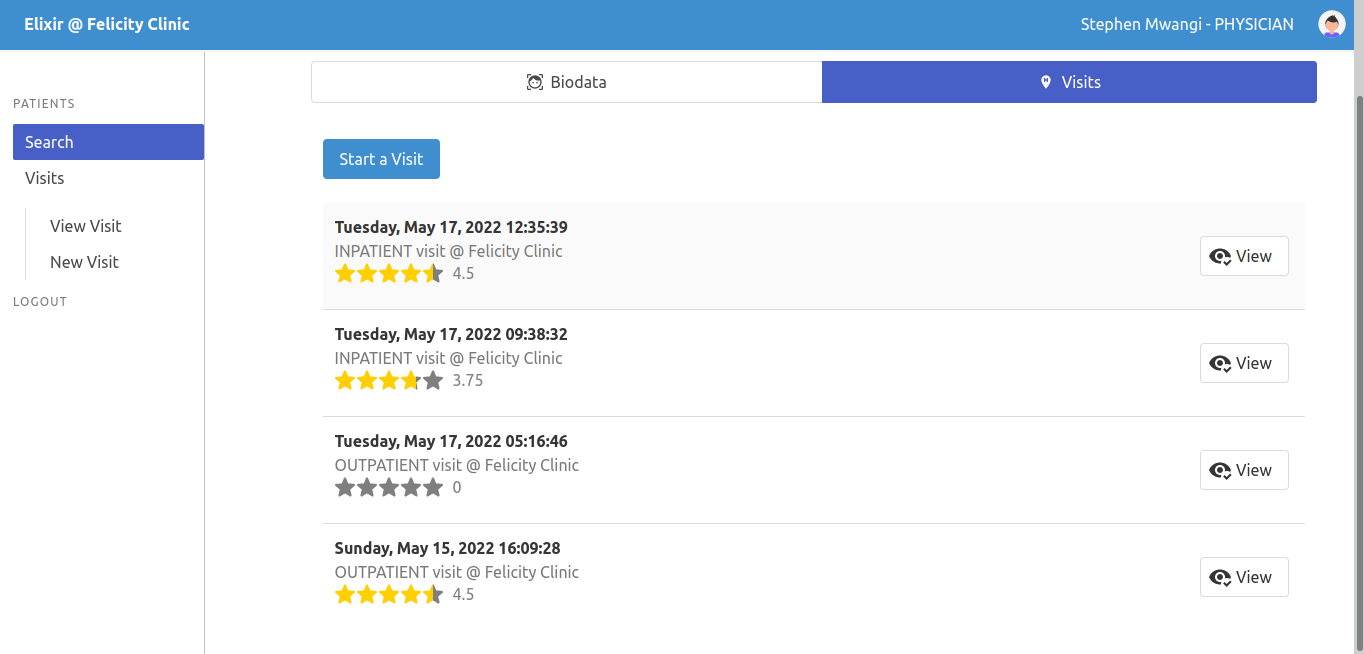 Elixir @ Felicity Clinic
Stephen Mwangi - PHYSICIAN
PATIENTS
Search
Visits
View Visit
New Visit
LOGOUT
Biodata
Visits
Start a Visit
Tuesday, May 17, 2022 12:35:39
INPATIENT visit @ Felicity Clinic
4.5
View
Tuesday, May 17, 2022 09:38:32
INPATIENT visit @ Felicity Clinic
3.75
View
Tuesday, May 17, 2022 05:16:46
OUTPATIENT visit @ Felicity Clinic
0
View
Sunday, May 15, 2022 16:09:28
OUTPATIENT visit @ Felicity Clinic
4.5
View